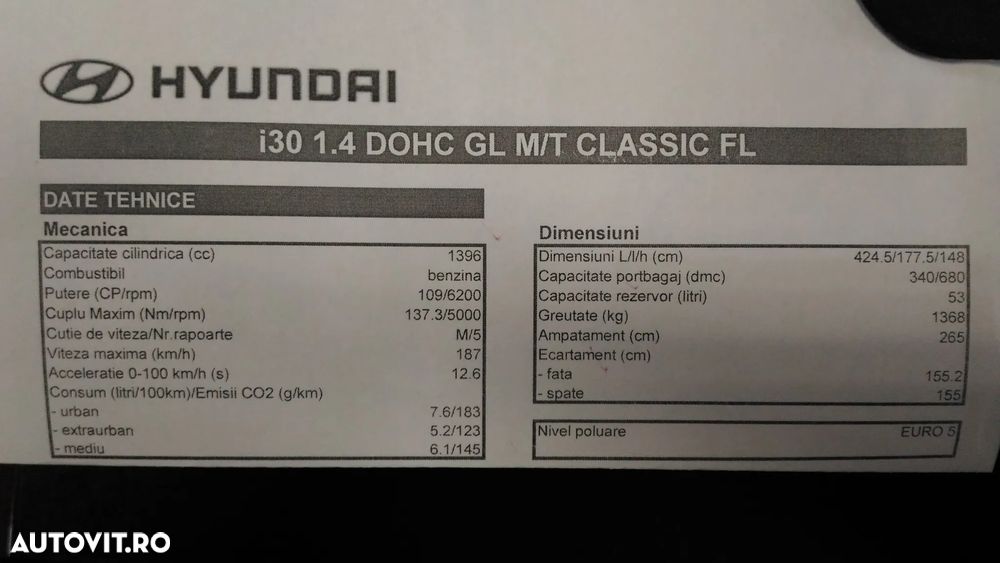 HYUNDAI
i30 1.4 DOHC GL M/T CLASSIC FL
DATE TEHNICE
Mecanica
Capacitate cilindrica (cc) 1396
Combustibil benzina
Putere (CP/rpm) 109/6200
Cuplu Maxim (Nm/rpm) 137.3/5000
Cutie de viteza/Nr.rapoarte M/5
Viteza maxima (km/h) 187
Acceleratie 0-100 km/h (s) 12.6
Consum (litri/100km)/Emisii CO2 (g/km)
- urban 7.6/183
- extraurban 5.2/123
- mediu 6.1/145
Dimensiuni
Dimensiuni L/l/h (cm) 424.5/177.5/148
Capacitate portbagaj (dmc) 340/680
Capacitate rezervor (litri) 53
Greutate (kg) 1368
Ampatament (cm) 265
Ecartament (cm)
- fata 155.2
- spate 155
Nivel poluare EURO 5
AUTOVIT.RO